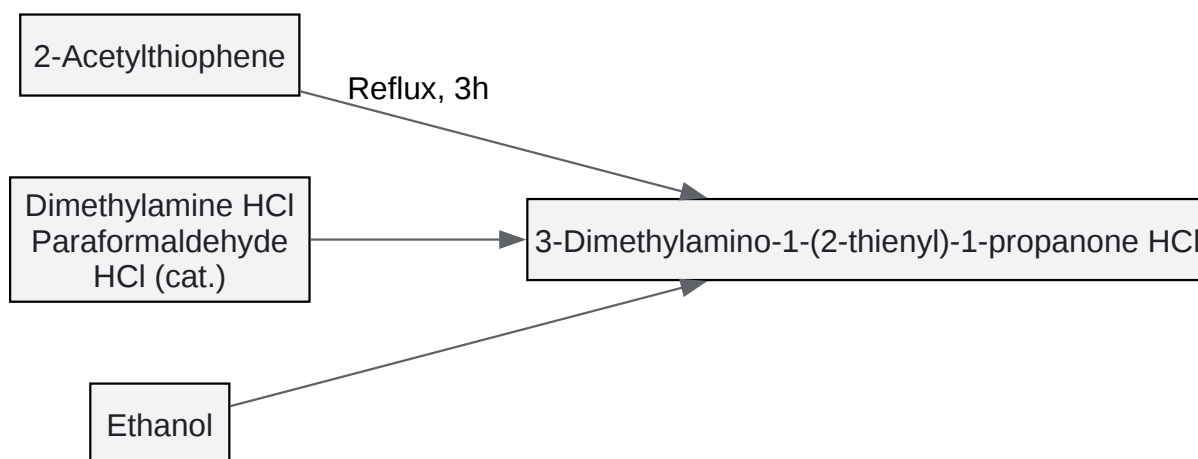 2-Acetylthiophene
Reflux, 3h
Dimethylamine HCl
Paraformaldehyde
HCl (cat.)
3-Dimethylamino-1-(2-thienyl)-1-propanone HCl
Ethanol